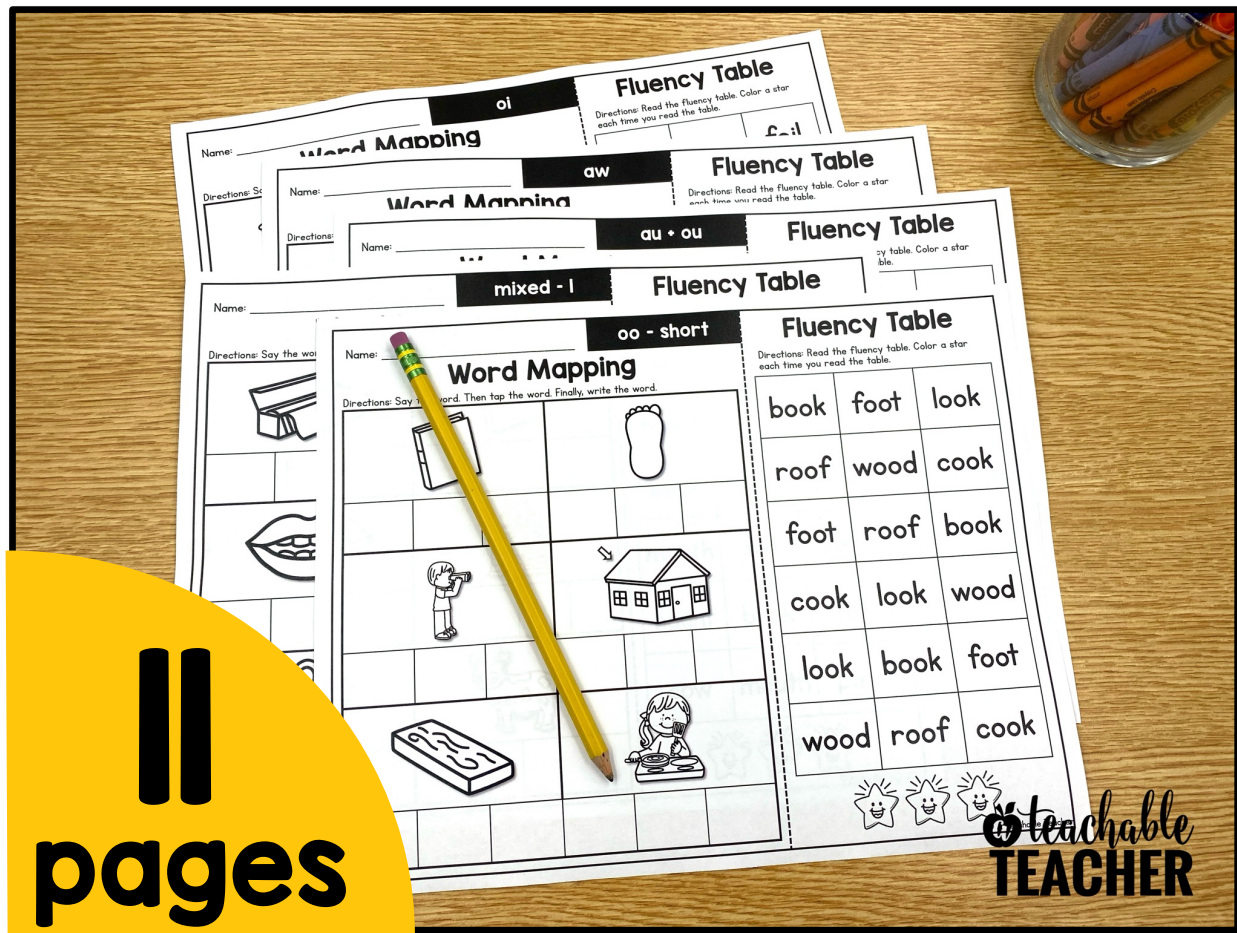 oi
Fluency Table
Name:
Directions: Read the fluency table. Color a star
each time you read the table.
Word Mapping
foil
aw
Fluency Table
Name:
Directions: Read the fluency table. Color a star
each time you read the table.
Word Mapping
Directions:
au + ou
Fluency Table
Name:
table. Color a star
mixed - 1
Fluency Table
Name:
Directions: Say the
oo - short
Fluency Table
Name:
Directions: Read the fluency table. Color a star
each time you read the table.
Word Mapping
Directions: Say word. Then tap the word. Finally, write the word.
book foot look
roof wood cook
foot roof book
cook look wood
look book foot
wood roof cook
11
pages
teachable
TEACHER